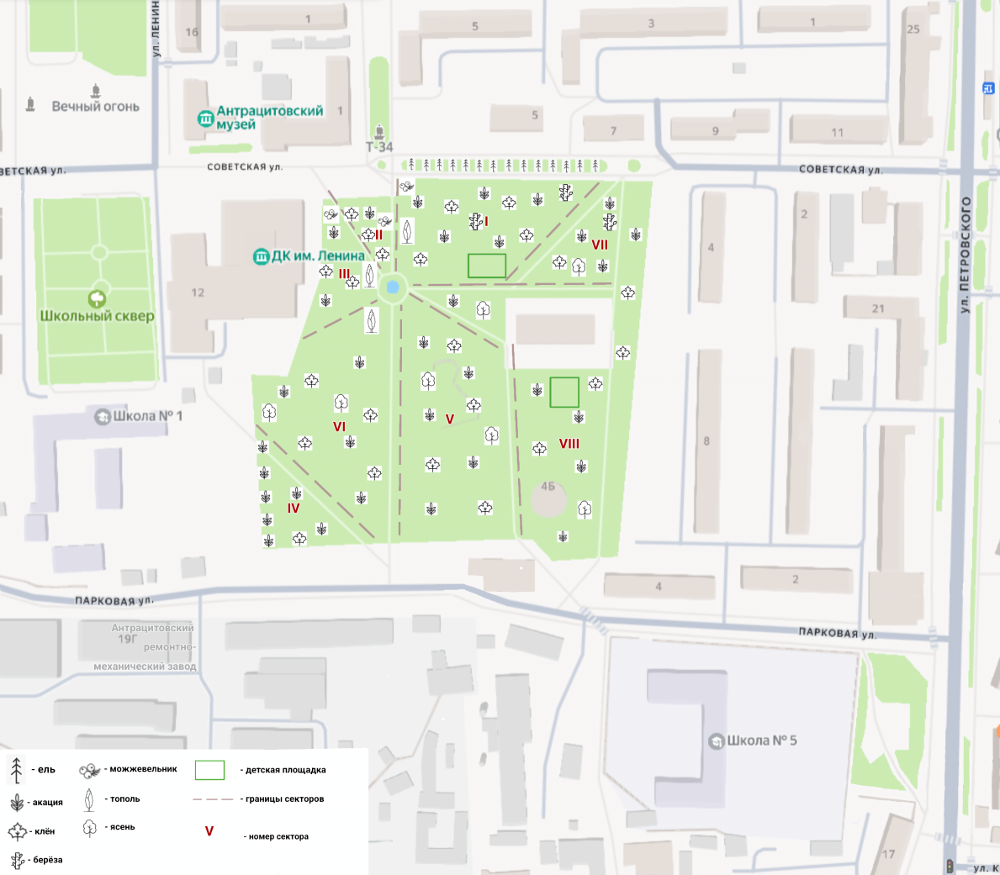 ул. ЛЕНИН
16
1
5
3
1
25
Вечный огонь
Антрацитовский
музей
1
5
7
9
11
Т-34
ВЕТСКАЯ ул.
СОВЕТСКАЯ ул.
СОВЕТСКАЯ ул.
ул. ПЕТРОВСКОГО
I
II
VII
2
4
ДК им. Ленина
III
12
Школьный сквер
21
Школа № 1
VI
V
VIII
8
4Б
IV
4
2
ПАРКОВАЯ ул.
ПАРКОВАЯ ул.
Антрацитовский
19Г
ремонтно-
механический завод
Школа № 5
17
ул. К
- ель
- можжевельник
- детская площадка
- акация
- тополь
- границы секторов
- клён
- ясень
V
- номер сектора
- берёза